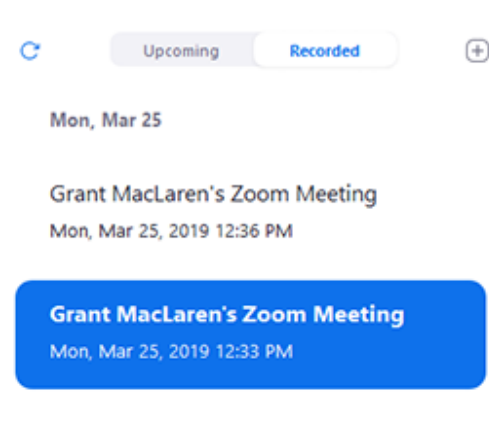 Upcoming Recorded
Mon, Mar 25
Grant MacLaren's Zoom Meeting
Mon, Mar 25, 2019 12:36 PM
Grant MacLaren's Zoom Meeting
Mon, Mar 25, 2019 12:33 PM